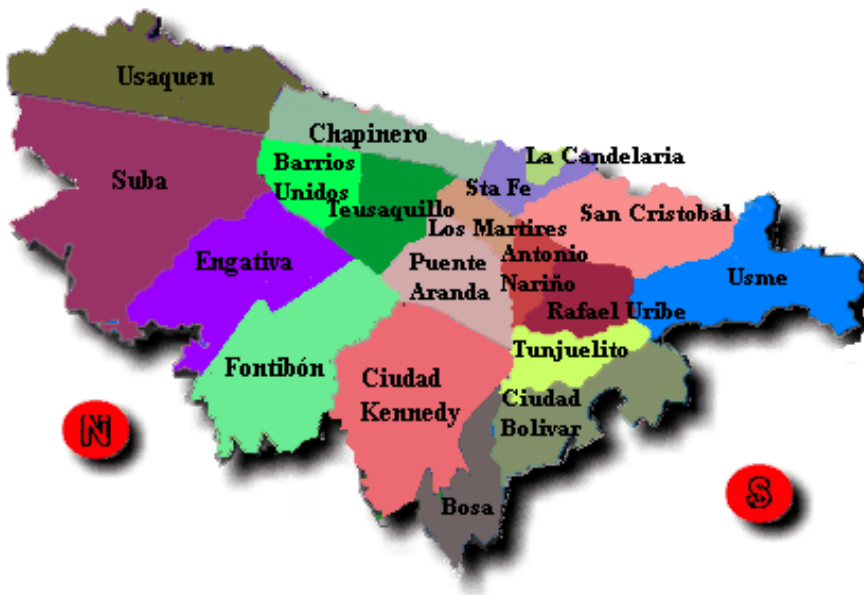 Usaquen
Chapinero
La Candelaria
Suba
Barrios
Unidos
Sta Fe
Teusaquillo
San Cristobal
Los Martires
Engativa
Puente
Aranda
Antonio
Nariño
Usme
Rafael Uribe
Fontibón
Tunjuelito
Ciudad
Kennedy
Ciudad
Bolivar
N
S
Bosa